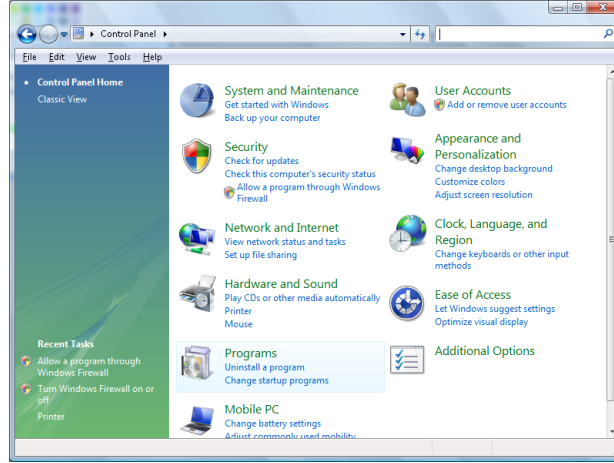 Control Panel
File Edit View Tools Help
Control Panel Home
Classic View
System and Maintenance
Get started with Windows
Back up your computer
Security
Check for updates
Check this computer's security status
Allow a program through Windows
Firewall
Network and Internet
View network status and tasks
Set up file sharing
Hardware and Sound
Play CDs or other media automatically
Printer
Mouse
Programs
Uninstall a program
Change startup programs
Mobile PC
Change battery settings
Adjust commonly used mobility
User Accounts
Add or remove user accounts
Appearance and
Personalization
Change desktop background
Customize colors
Adjust screen resolution
Clock, Language, and
Region
Change keyboards or other input
methods
Ease of Access
Let Windows suggest settings
Optimize visual display
Additional Options
Recent Tasks
Allow a program through
Windows Firewall
Turn Windows Firewall on or
off
Printer